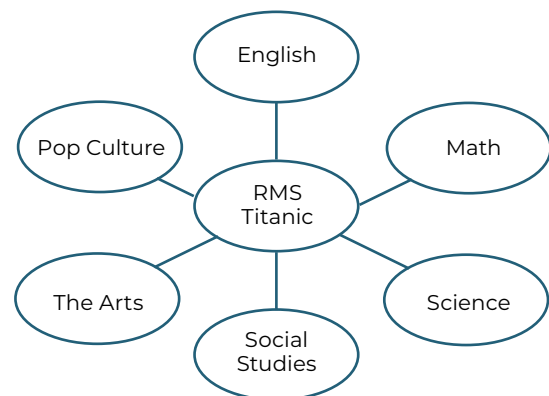 English
Pop Culture
Math
RMS
Titanic
The Arts
Science
Social
Studies